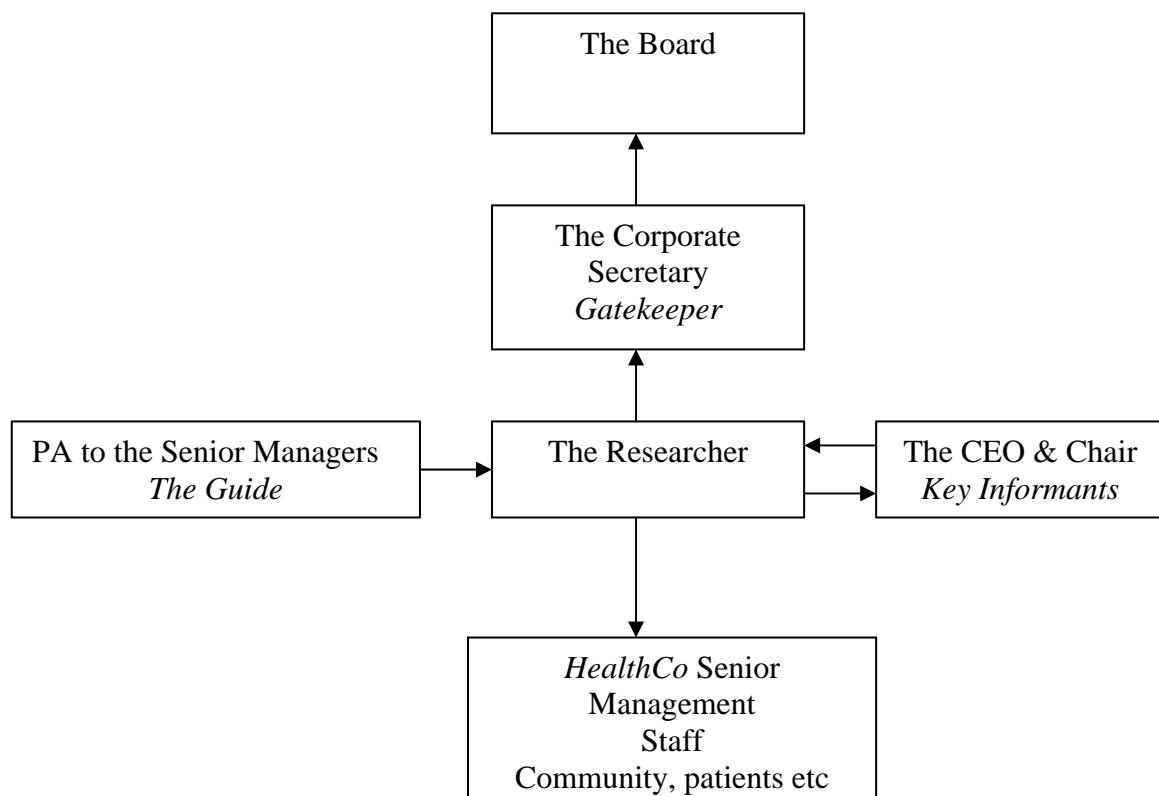 The Board
The Corporate
Secretary
Gatekeeper
PA to the Senior Managers
The Guide
The Researcher
The CEO & Chair
Key Informants
HealthCo Senior
Management
Staff
Community, patients etc